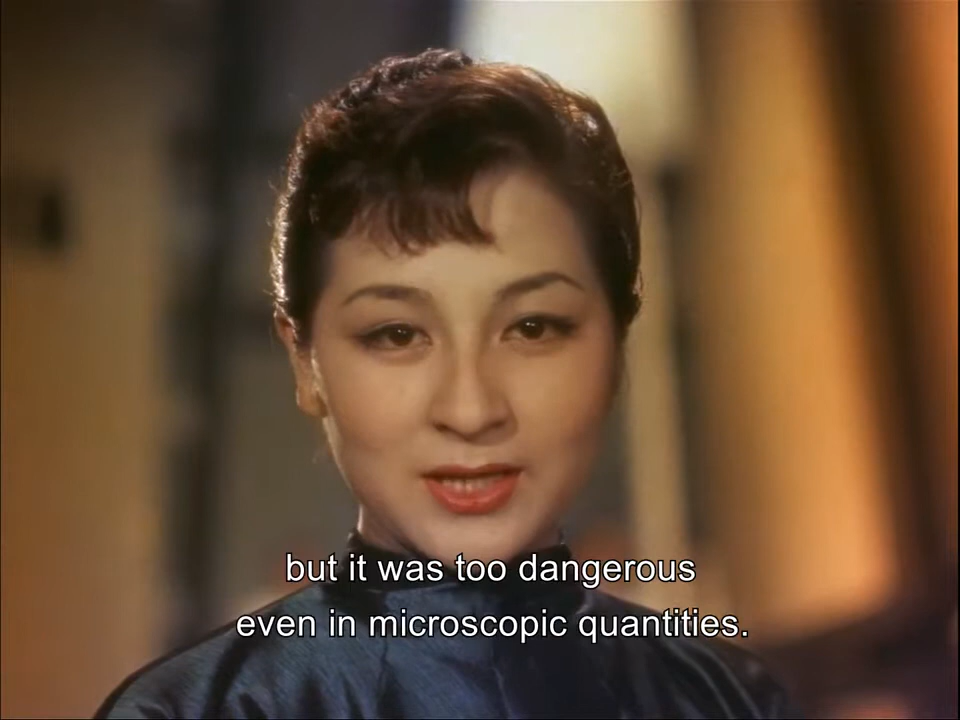 but it was too dangerous
even in microscopic quantities.